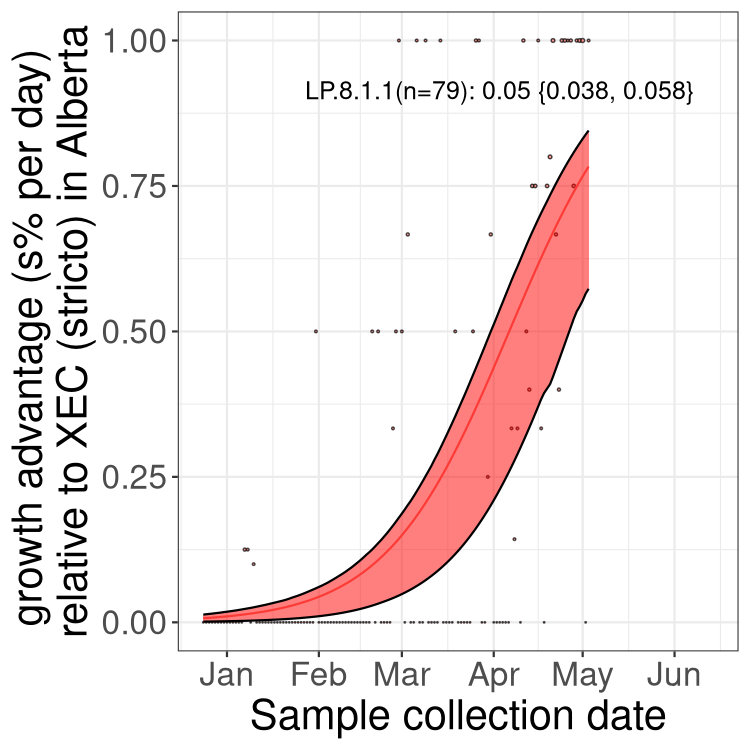 growth advantage (s% per day)
relative to XEC (stricto) in Alberta
1.00
0.75
0.50
0.25
0.00
LP.8.1.1(n=79): 0.05 {0.038, 0.058}
Jan Feb Mar Apr May Jun
Sample collection date